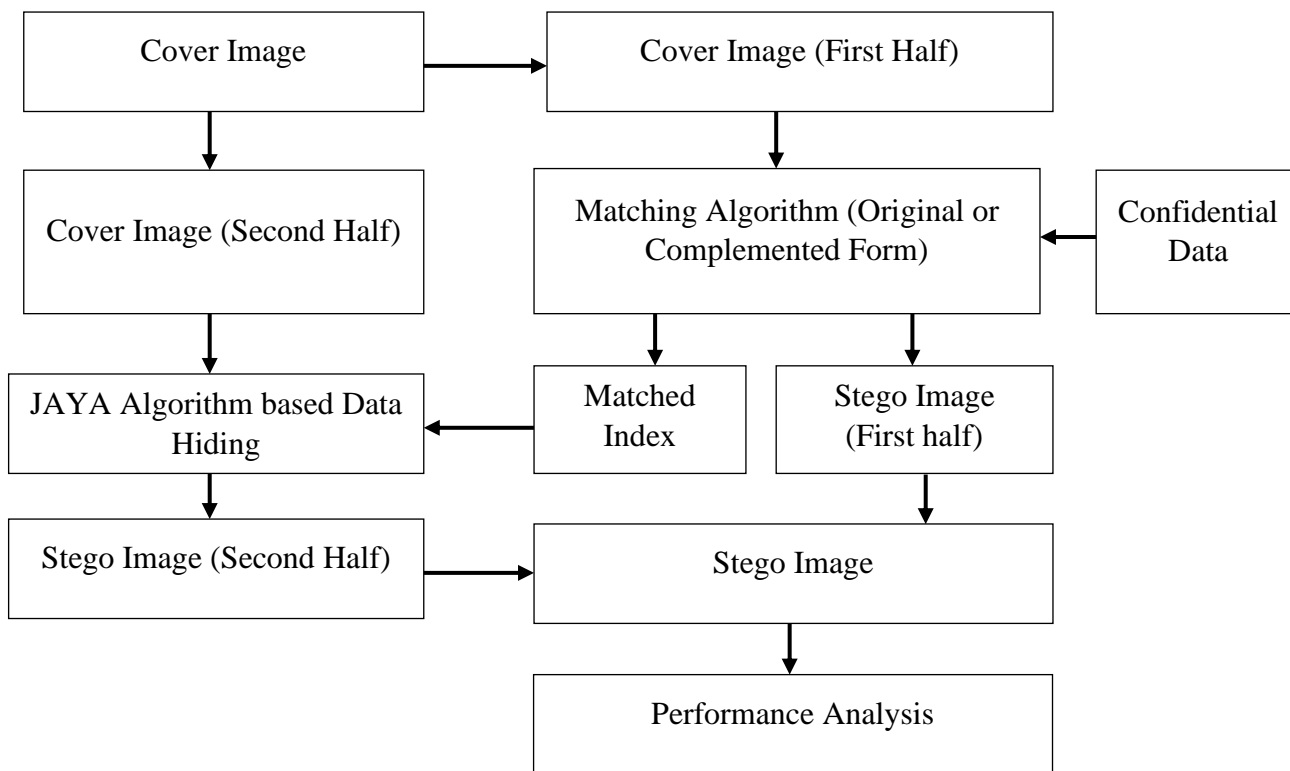 Cover Image
Cover Image (First Half)
Cover Image (Second Half)
Matching Algorithm (Original or
Complemented Form)
Confidential
Data
JAYA Algorithm based Data
Hiding
Matched
Index
Stego Image
(First half)
Stego Image (Second Half)
Stego Image
Performance Analysis